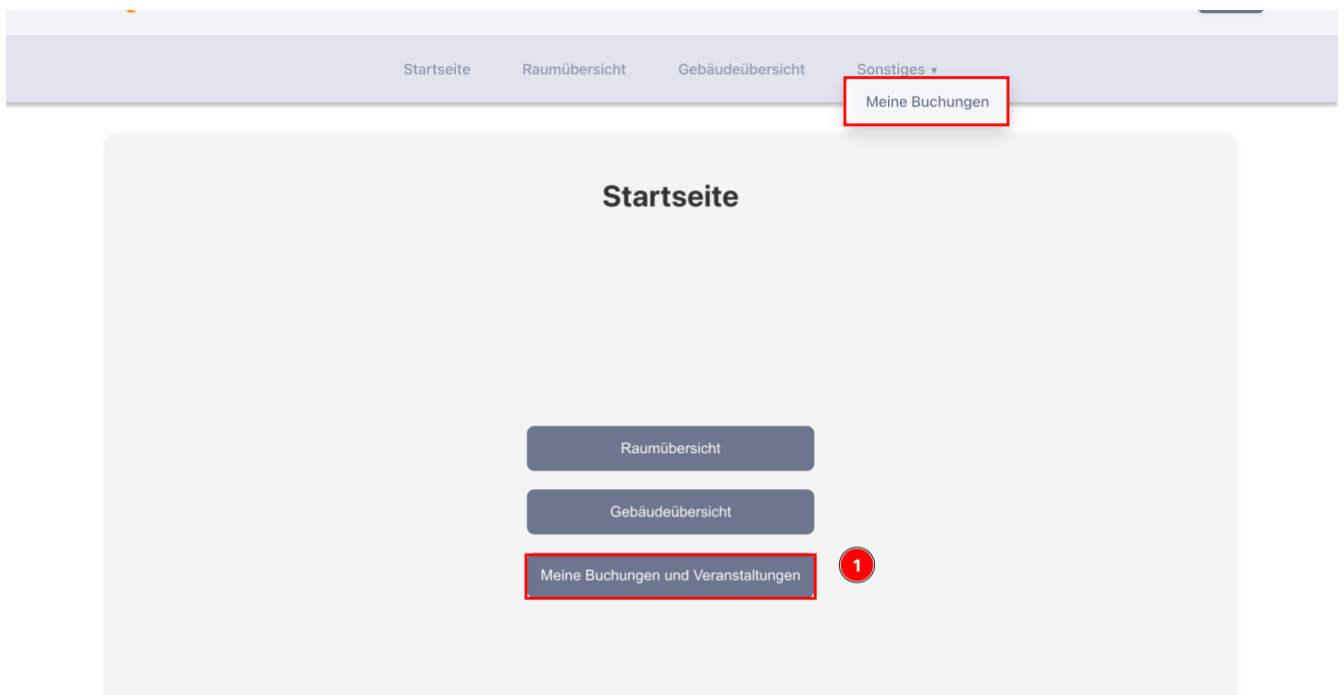 Startseite Raumübersicht Gebäudeübersicht Sonstiges ▾
Meine Buchungen
Startseite
Raumübersicht
Gebäudeübersicht
Meine Buchungen und Veranstaltungen
1